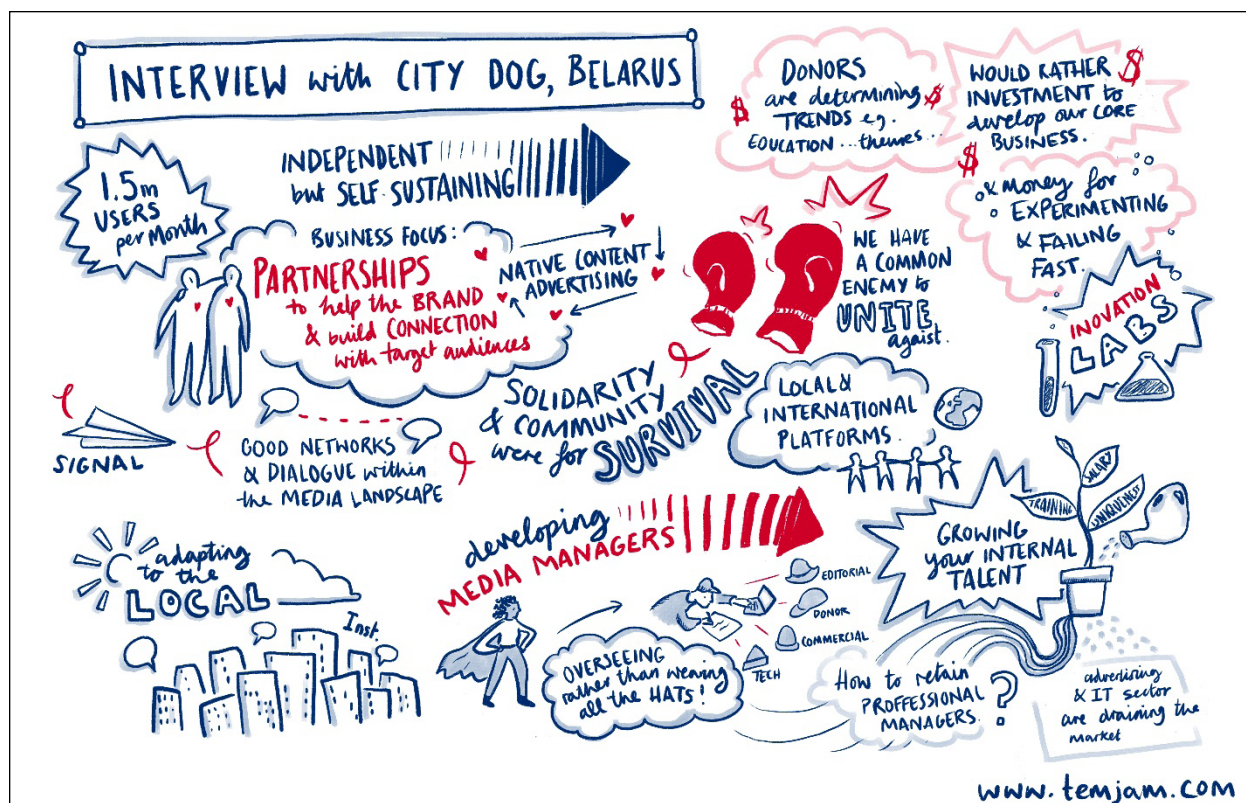 INTERVIEW with CITY DOG, BELARUS
1.5m
USERS
per Month
INDEPENDENT
but SELF-SUSTAINING
BUSINESS FOCUS:
PARTNERSHIPS
to help the BRAND
& build CONNECTION
with target audiences
NATIVE CONTENT
ADVERTISING
DONORS
are determining
TRENDS eg.
EDUCATION ...themes...
$
$
WOULD RATHER
INVESTMENT to
develop our CORE
BUSINESS.
$
$
& Money for
EXPERIMENTING
& FAILING
FAST.
INOVATION
LABS
WE HAVE
A COMMON
ENEMY to
UNITE
agaist.
SIGNAL
GOOD NETWORKS
& DIALOGUE within
the MEDIA LANDSCAPE
SOLIDARITY
& COMMUNITY
were for
SURVIVAL
LOCAL &
INTERNATIONAL
PLATFORMS.
adapting
to the
LOCAL
Inst.
developing
MEDIA MANAGERS
OVERSEEING
rather than wearing
all the HATS!
EDITORIAL
DONOR
COMMERCIAL
TECH
GROWING
your INTERNAL
TALENT
TRAINING
SALARY
UNIQUENESS
How to retain
PROFFESSIONAL
MANAGERS
?
advertising
& IT sector
are draining the
market
www.temjam.com